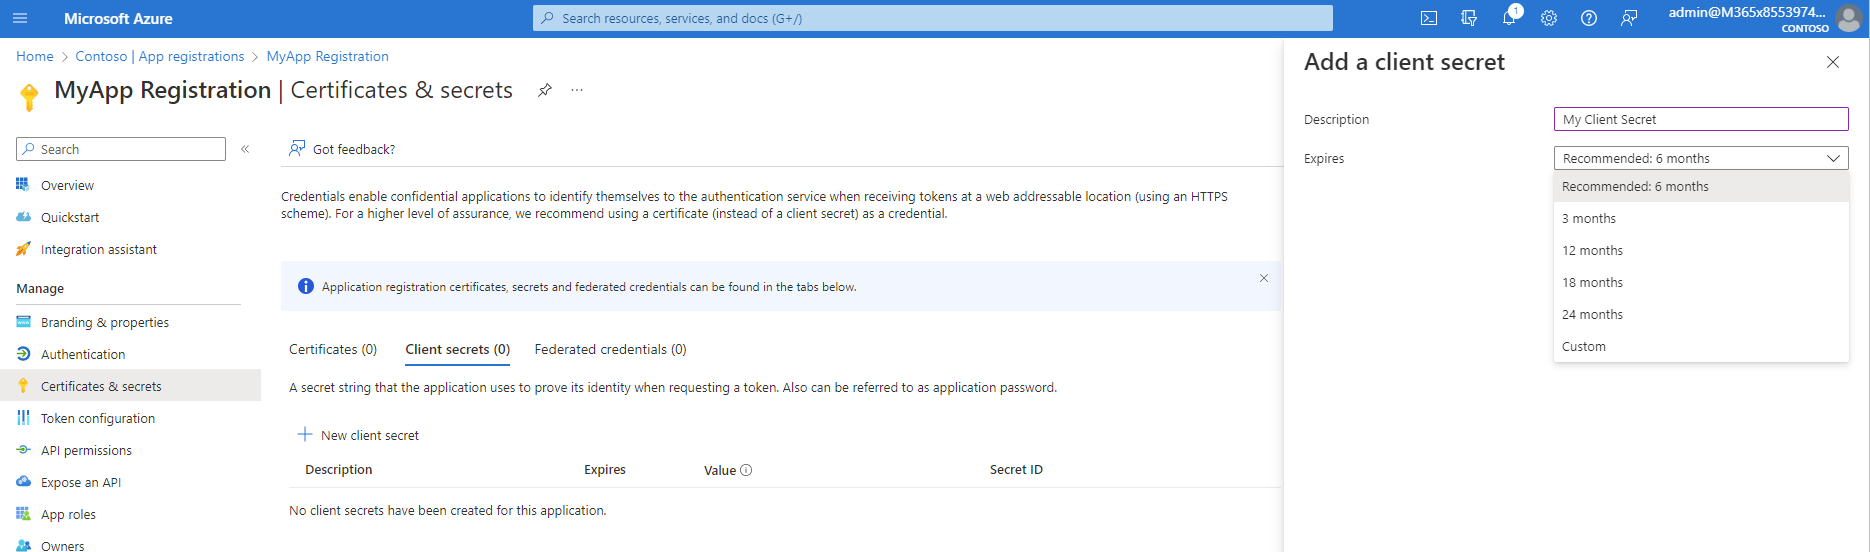 Microsoft Azure
Search resources, services, and docs (G+/)
1
admin@M365x8553974...
CONTOSO
Home > Contoso | App registrations > MyApp Registration
MyApp Registration | Certificates & secrets
...
Search
«
Overview
Quickstart
Integration assistant
Manage
Branding & properties
Authentication
Certificates & secrets
Token configuration
API permissions
Expose an API
App roles
Owners
Got feedback?
Credentials enable confidential applications to identify themselves to the authentication service when receiving tokens at a web addressable location (using an HTTPS
scheme). For a higher level of assurance, we recommend using a certificate (instead of a client secret) as a credential.
Application registration certificates, secrets and federated credentials can be found in the tabs below.
Certificates (0) Client secrets (0) Federated credentials (0)
A secret string that the application uses to prove its identity when requesting a token. Also can be referred to as application password.
New client secret
Description Expires Value Secret ID
No client secrets have been created for this application.
Add a client secret
Description My Client Secret
Expires Recommended: 6 months
Recommended: 6 months
3 months
12 months
18 months
24 months
Custom